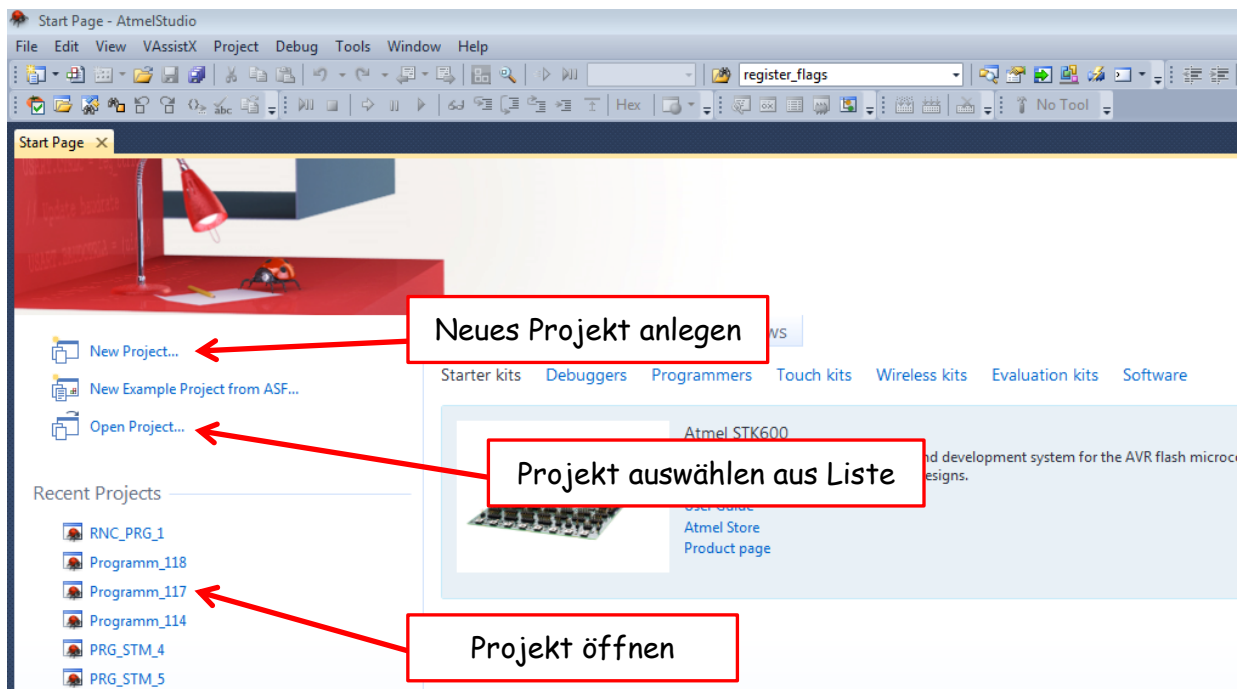 Start Page - AtmelStudio
File Edit View VAssistX Project Debug Tools Window Help
register_flags
Hex
No Tool
Start Page
Neues Projekt anlegen
New Project...
New Example Project from ASF...
Open Project...
Starter kits Debuggers Programmers Touch kits Wireless kits Evaluation kits Software
Atmel STK600
nd development system for the AVR flash microc
esigns.
Projekt auswählen aus Liste
User Guide
Atmel Store
Product page
Recent Projects
RNC_PRG_1
Programm_118
Programm_117
Programm_114
PRG_STM_4
PRG_STM_5
Projekt öffnen